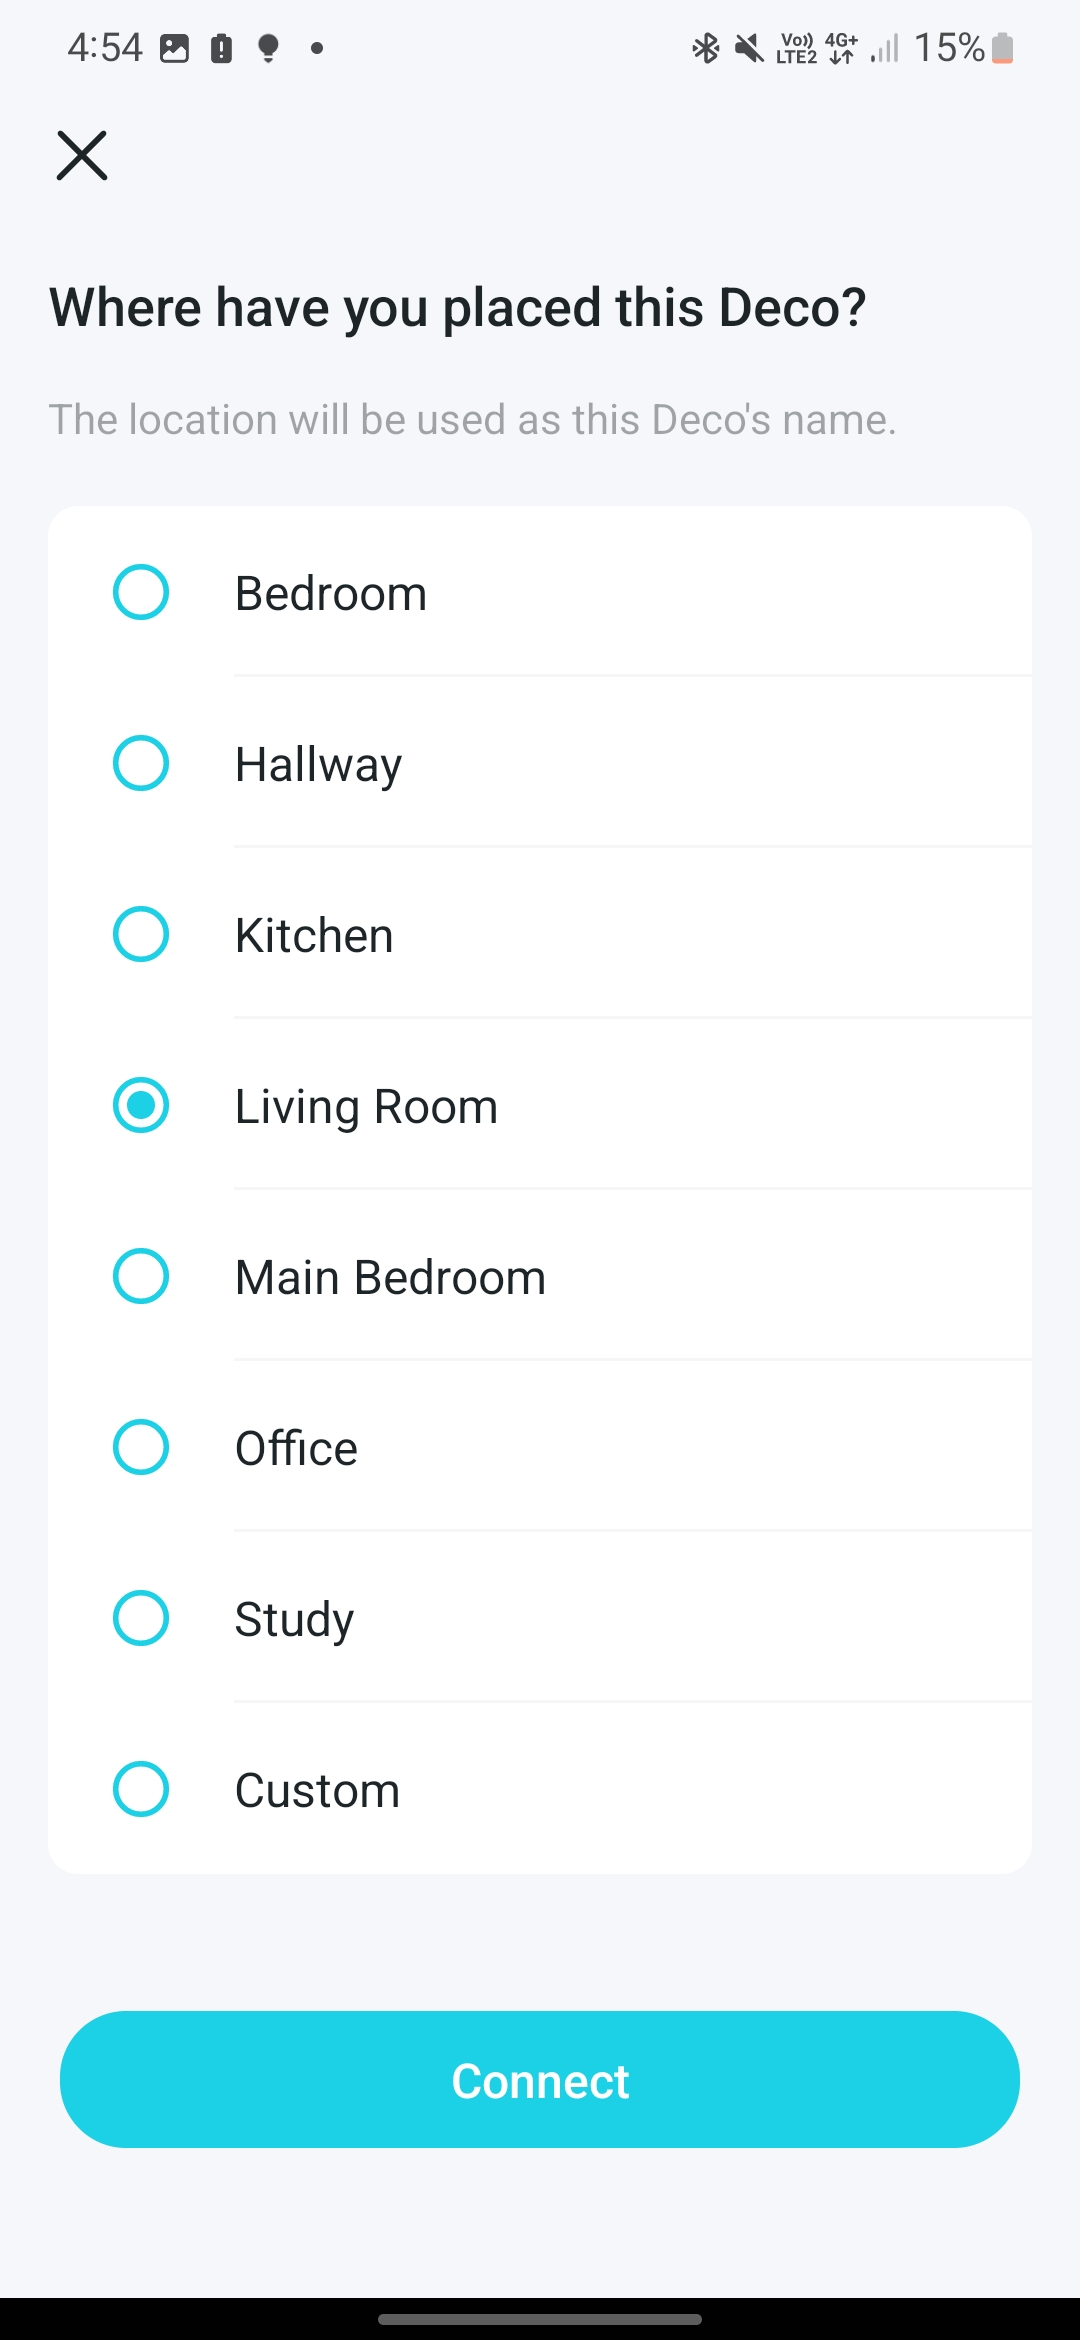 4:54 Vo)) LTE2 4G+ 15%
Where have you placed this Deco?
The location will be used as this Deco's name.
Bedroom
Hallway
Kitchen
Living Room
Main Bedroom
Office
Study
Custom
Connect